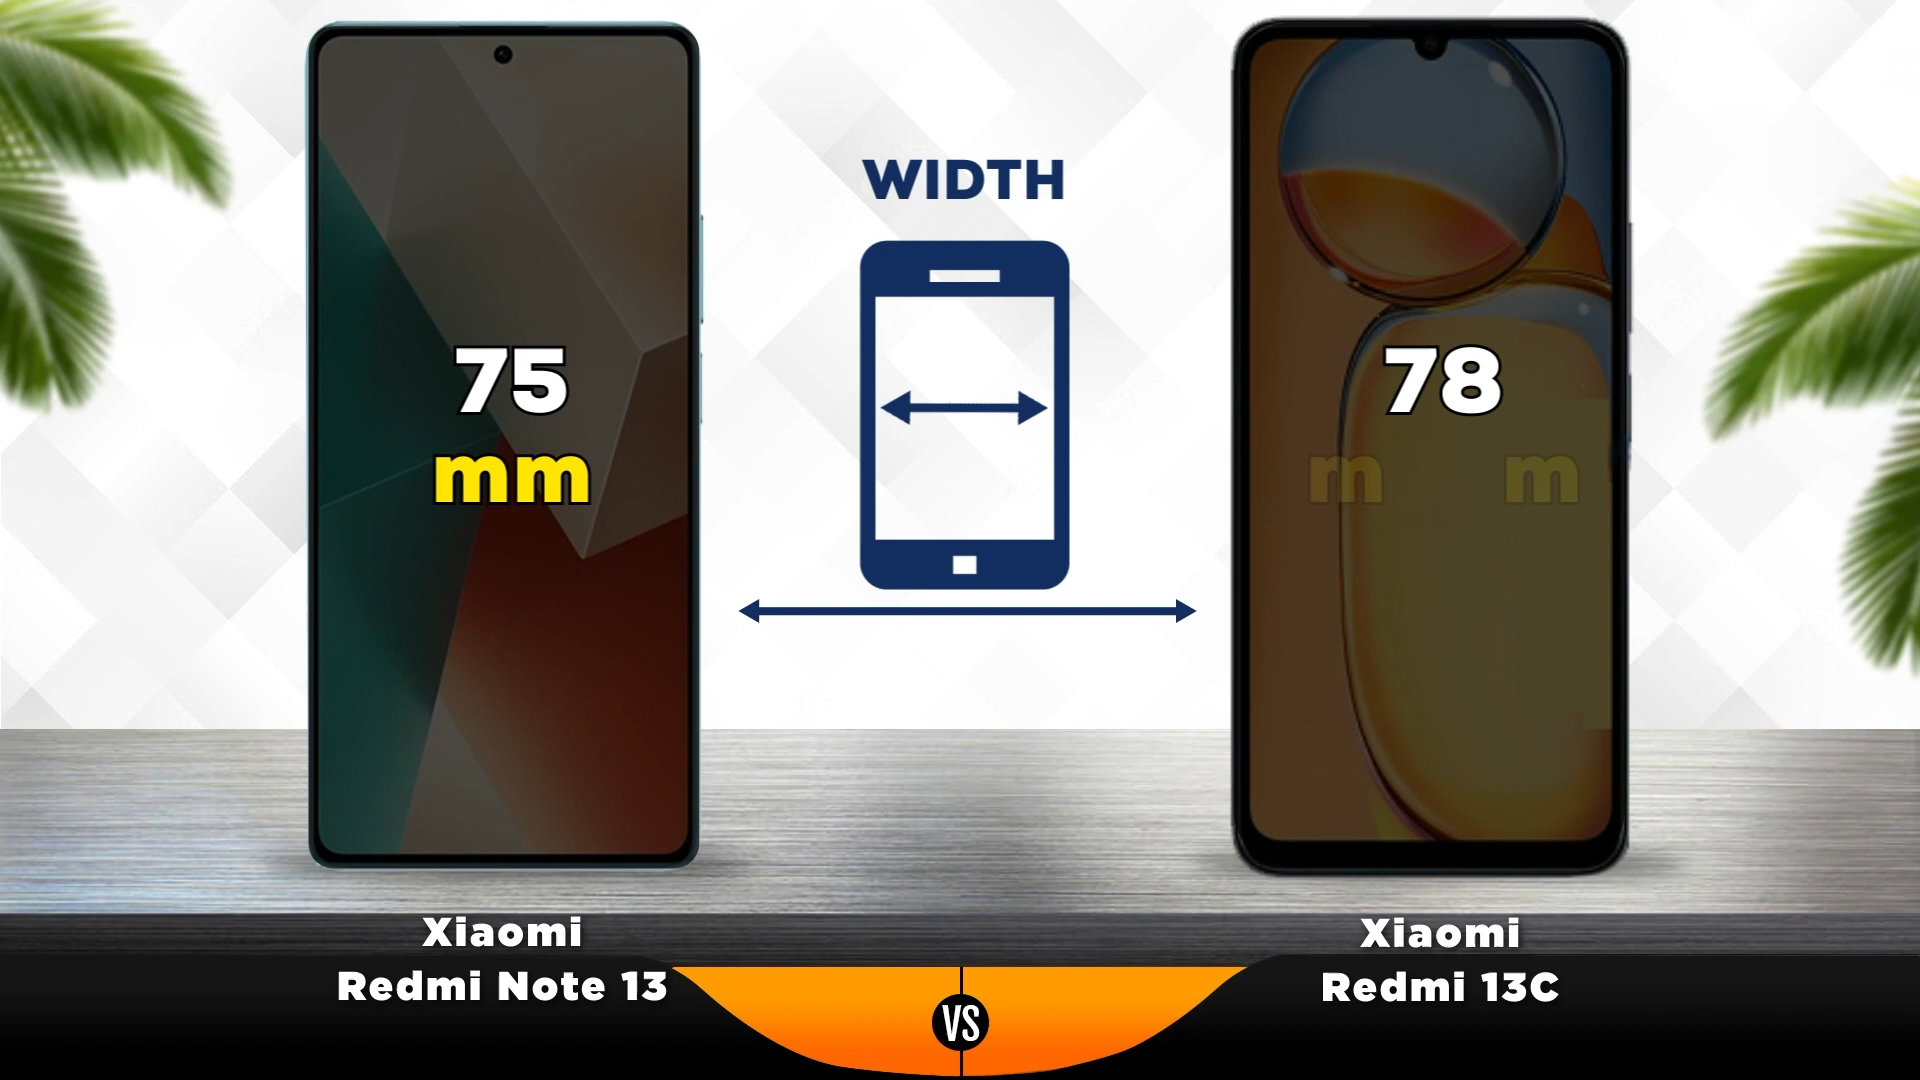 WIDTH
75
mm
78
m m
Xiaomi
Redmi Note 13
Xiaomi
Redmi 13C
VS